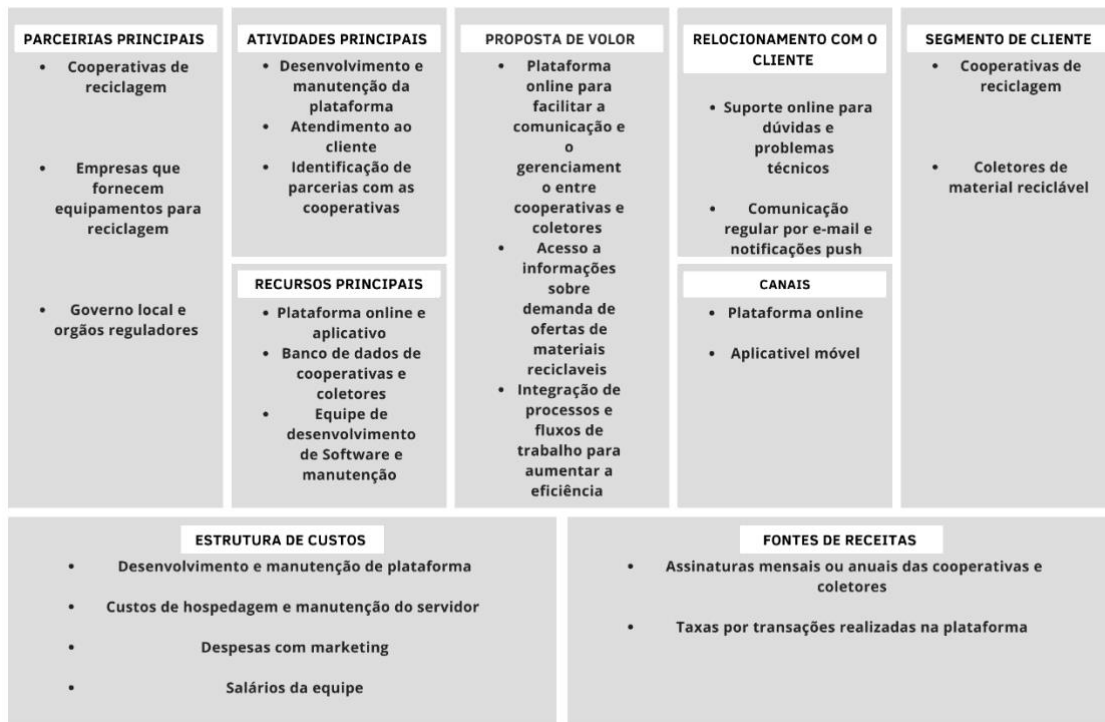 PARCEIRIAS PRINCIPAIS
• Cooperativas de
reciclagem
• Empresas que
fornecem
equipamentos para
reciclagem
• Governo local e
orgãos reguladores
ATIVIDADES PRINCIPAIS
• Desenvolvimento e
manutenção da
plataforma
• Atendimento ao
cliente
• Identificação de
parcerias com as
cooperativas
RECURSOS PRINCIPAIS
• Plataforma online e
aplicativo
• Banco de dados de
cooperativas e
coletores
• Equipe de
desenvolvimento
de Software e
manutenção
PROPOSTA DE VOLOR
• Plataforma
online para
facilitar a
comunicação e
o
gerenciament
o entre
cooperativas e
coletores
• Acesso a
informações
sobre
demanda de
ofertas de
materiais
reciclaveis
• Integração de
processos e
fluxos de
trabalho para
aumentar a
eficiência
RELOCIONAMENTO COM O
CLIENTE
• Suporte online para
dúvidas e
problemas
técnicos
• Comunicação
regular por e-mail e
notificações push
CANAIS
• Plataforma online
• Aplicativel móvel
SEGMENTO DE CLIENTE
• Cooperativas de
reciclagem
• Coletores de
material reciclável
ESTRUTURA DE CUSTOS
• Desenvolvimento e manutenção de plataforma
• Custos de hospedagem e manutenção do servidor
• Despesas com marketing
• Salários da equipe
FONTES DE RECEITAS
• Assinaturas mensais ou anuais das cooperativas e
coletores
• Taxas por transações realizadas na plataforma